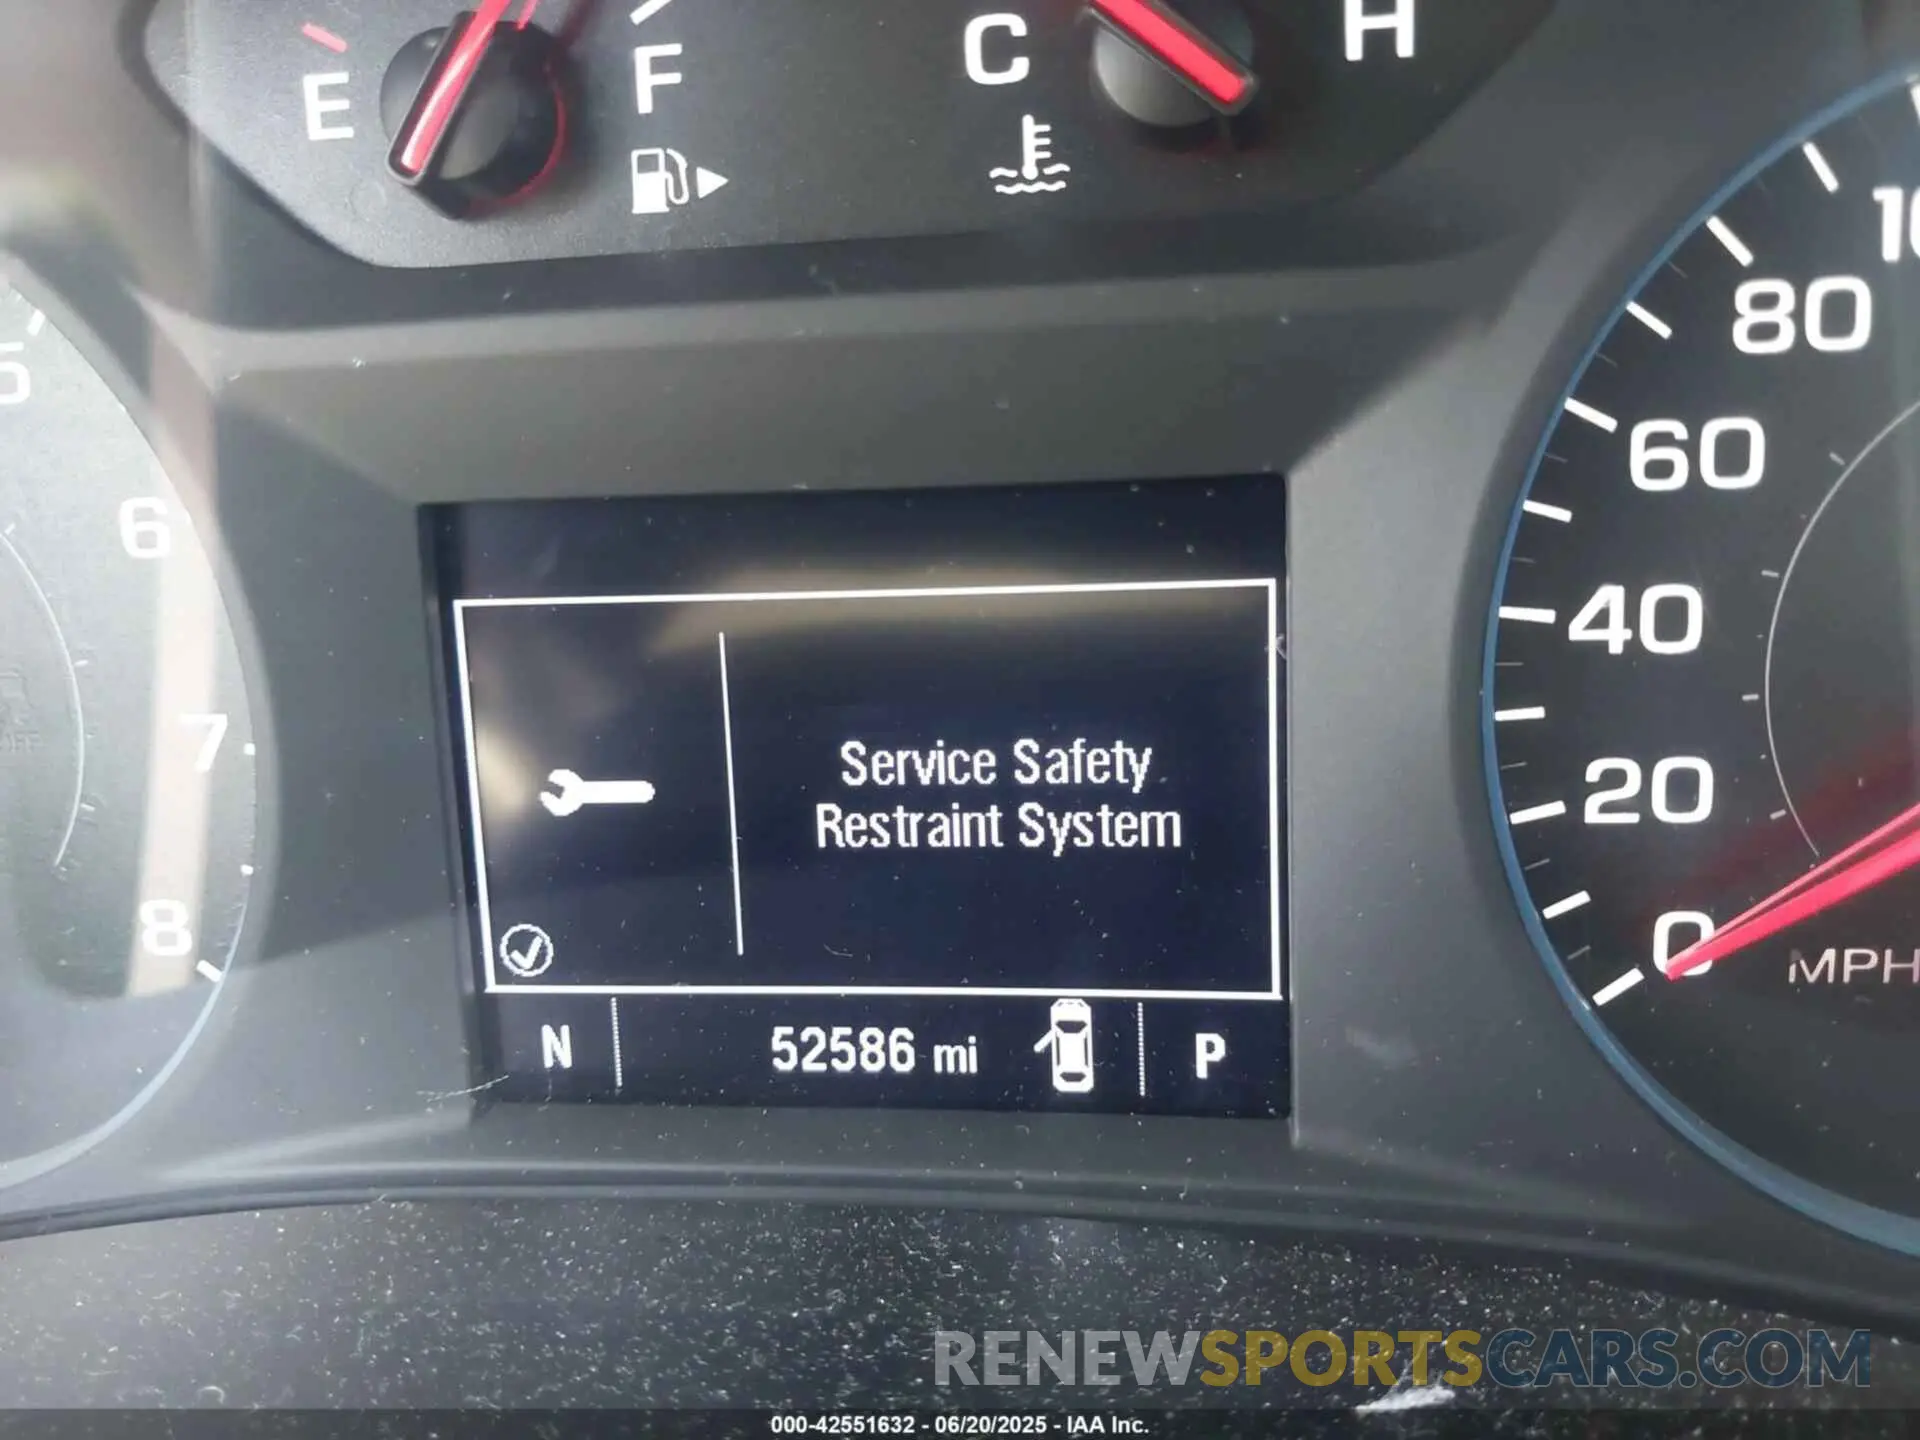 E
F
C
H
5
6
7
8
80
60
40
20
0
MPH
Service Safety
Restraint System
N
52586 mi
P
RENEWSPORTSCARS.COM
000-42551632 - 06/20/2025 - IAA Inc.